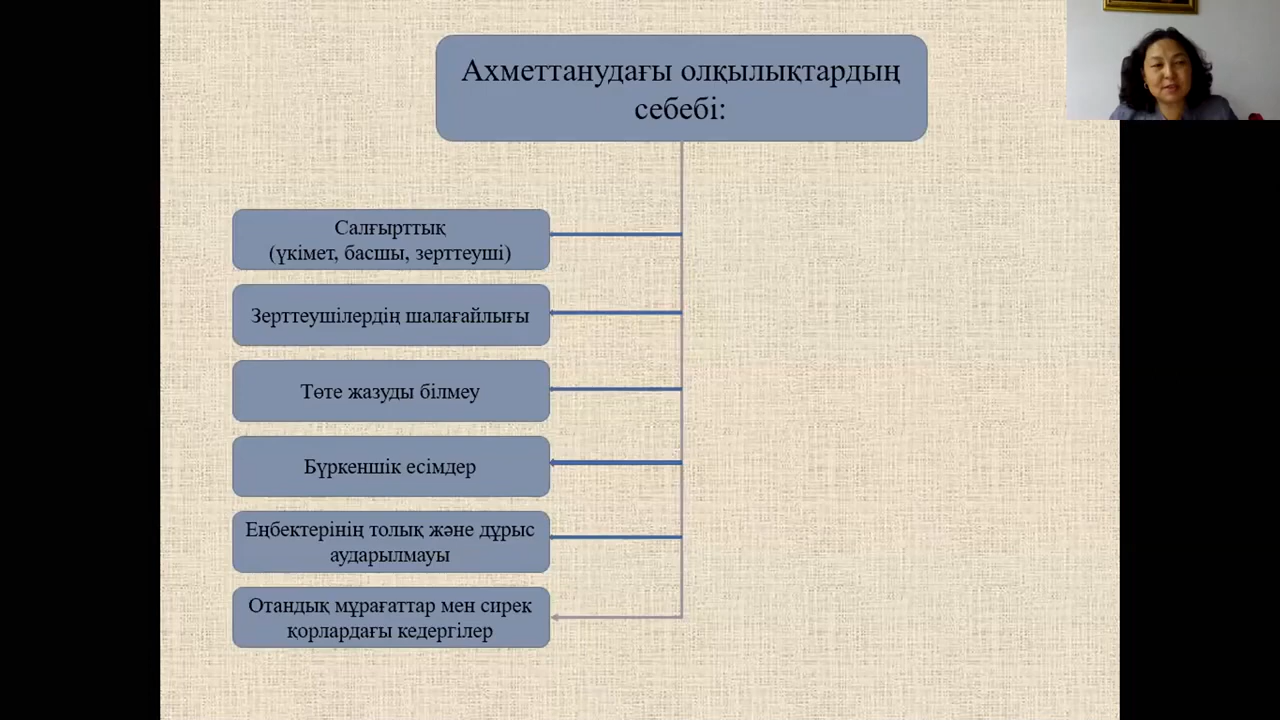 Ахметтанудағы олқылықтардың
себебі:
Салғырттық
(үкімет, басшы, зерттеуші)
Зерттеушілердің шалағайлығы
Төте жазуды білмеу
Бүркеншік есімдер
Еңбектерінің толық және дұрыс
аударылмауы
Отандық мұрағаттар мен сирек
қорлардағы кедергілер